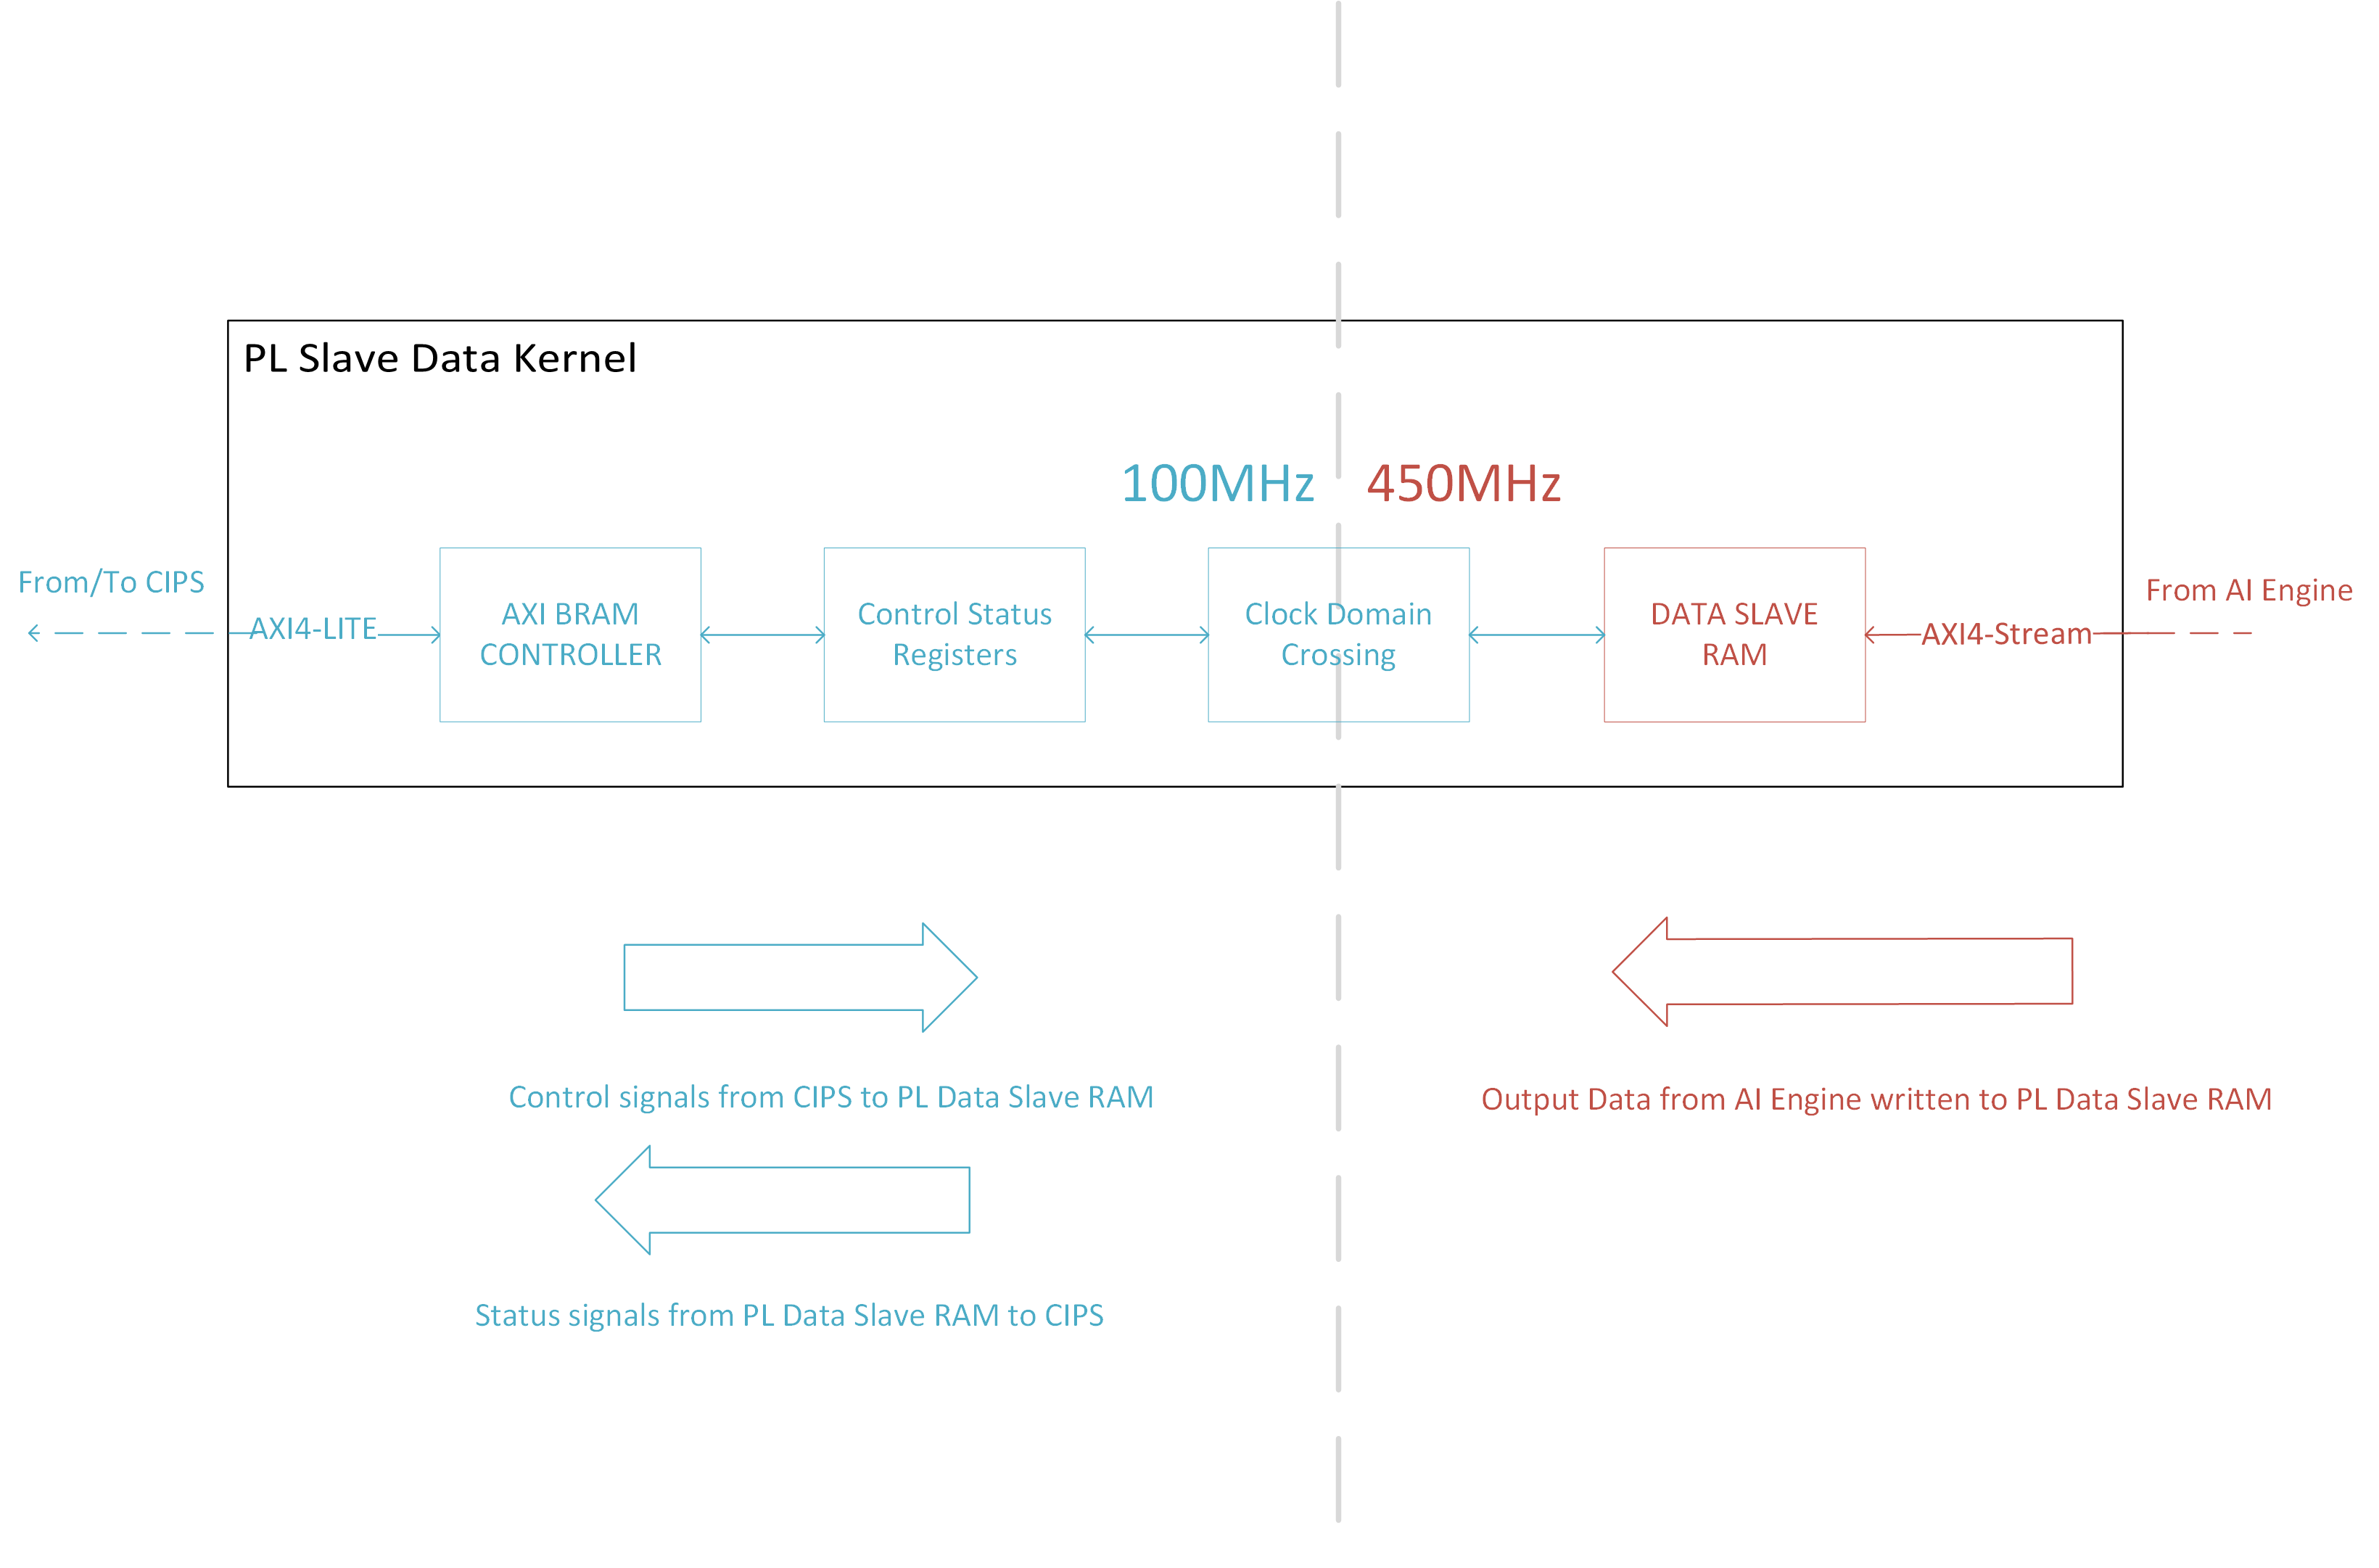 PL Slave Data Kernel
100MHz
450MHz
From/To CIPS
AXI4-LITE
AXI BRAM
CONTROLLER
Control Status
Registers
Clock Domain
Crossing
DATA SLAVE
RAM
AXI4-Stream
From AI Engine
Control signals from CIPS to PL Data Slave RAM
Output Data from AI Engine written to PL Data Slave RAM
Status signals from PL Data Slave RAM to CIPS